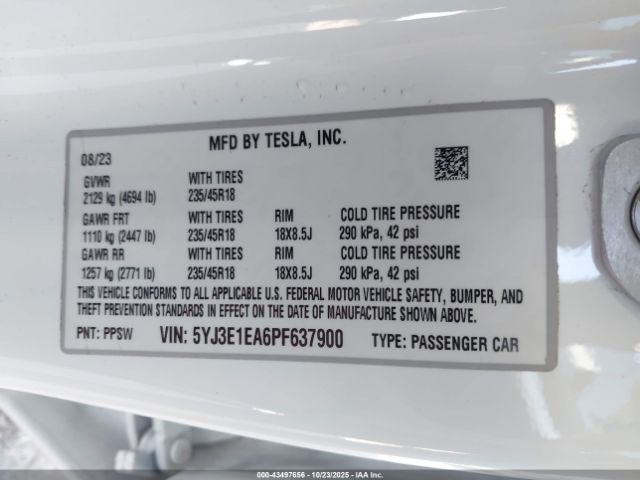 MFD BY TESLA, INC.
08/23
GVWR WITH TIRES
2129 kg (4694 lb) 235/45R18
GAWR FRT WITH TIRES RIM COLD TIRE PRESSURE
1110 kg (2447 lb) 235/45R18 18X8.5J 290 kPa, 42 psi
GAWR RR WITH TIRES RIM COLD TIRE PRESSURE
1257 kg (2771 lb) 235/45R18 18X8.5J 290 kPa, 42 psi
THIS VEHICLE CONFORMS TO ALL APPLICABLE U.S. FEDERAL MOTOR VEHICLE SAFETY, BUMPER, AND
THEFT PREVENTION STANDARDS IN EFFECT ON THE DATE OF MANUFACTURE SHOWN ABOVE.
PNT: PPSW VIN: 5YJ3E1EA6PF637900 TYPE: PASSENGER CAR
000-43497656 - 10/23/2025 - IAA Inc.